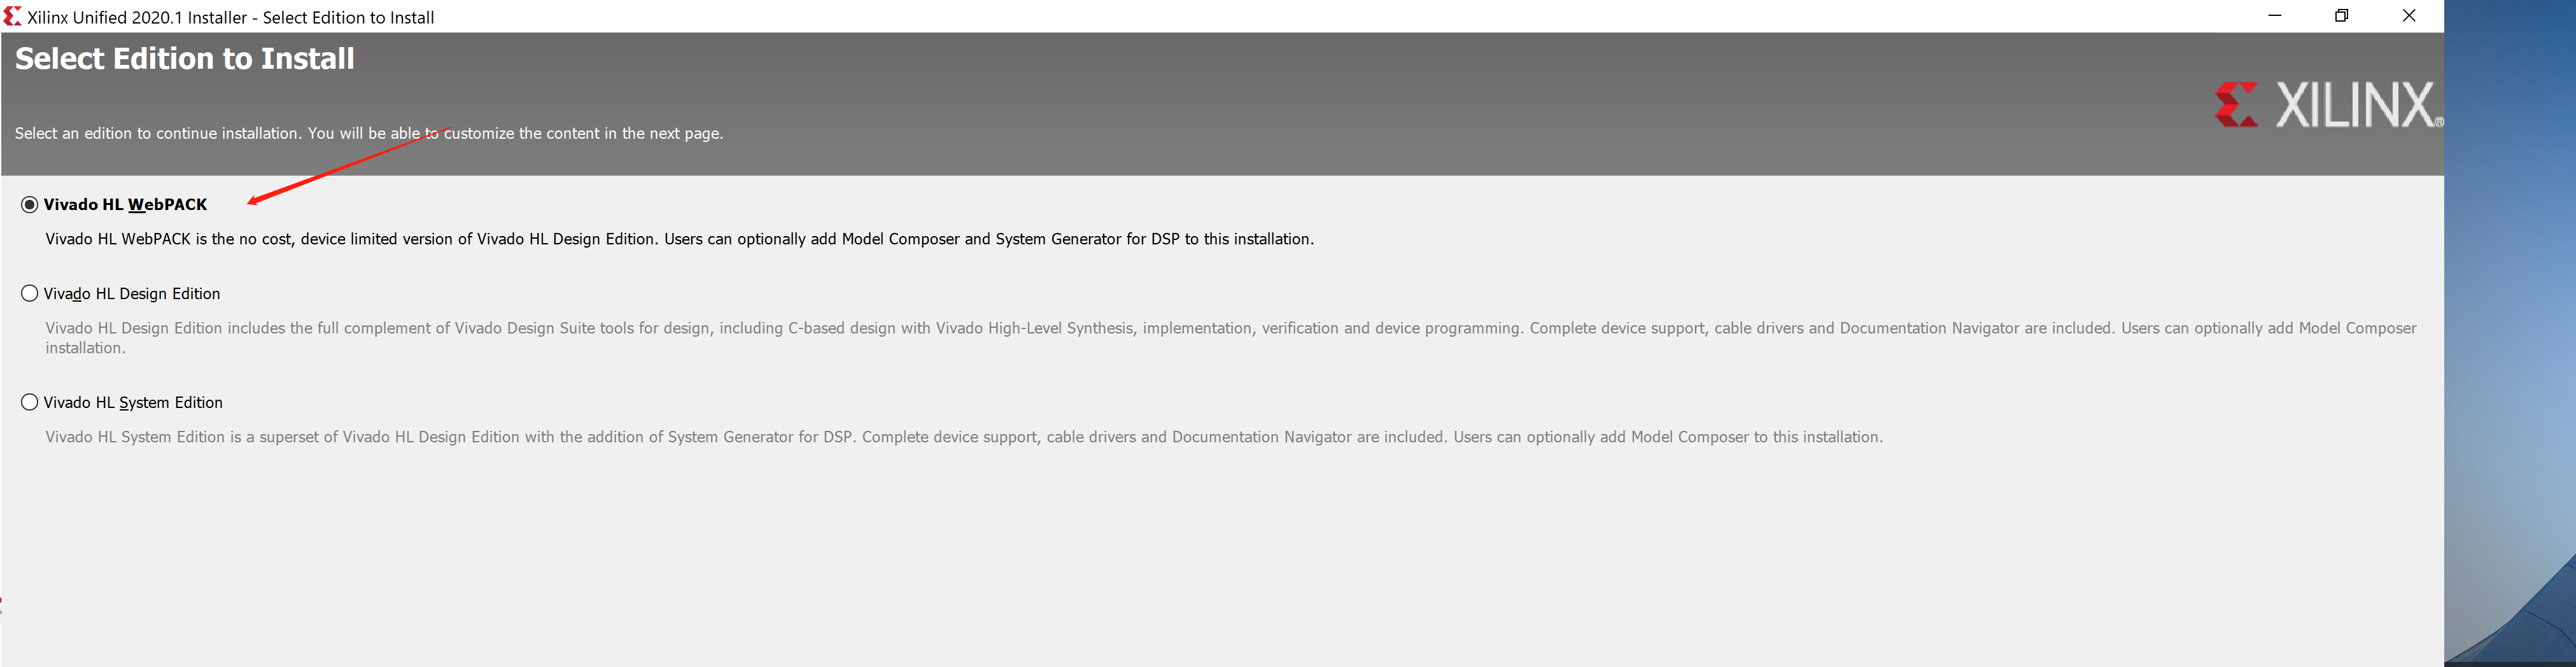 Xilinx Unified 2020.1 Installer - Select Edition to Install
Select Edition to Install
XILINX®
Select an edition to continue installation. You will be able to customize the content in the next page.
Vivado HL WebPACK
Vivado HL WebPACK is the no cost, device limited version of Vivado HL Design Edition. Users can optionally add Model Composer and System Generator for DSP to this installation.
Vivado HL Design Edition
Vivado HL Design Edition includes the full complement of Vivado Design Suite tools for design, including C-based design with Vivado High-Level Synthesis, implementation, verification and device programming. Complete device support, cable drivers and Documentation Navigator are included. Users can optionally add Model Composer
installation.
Vivado HL System Edition
Vivado HL System Edition is a superset of Vivado HL Design Edition with the addition of System Generator for DSP. Complete device support, cable drivers and Documentation Navigator are included. Users can optionally add Model Composer to this installation.